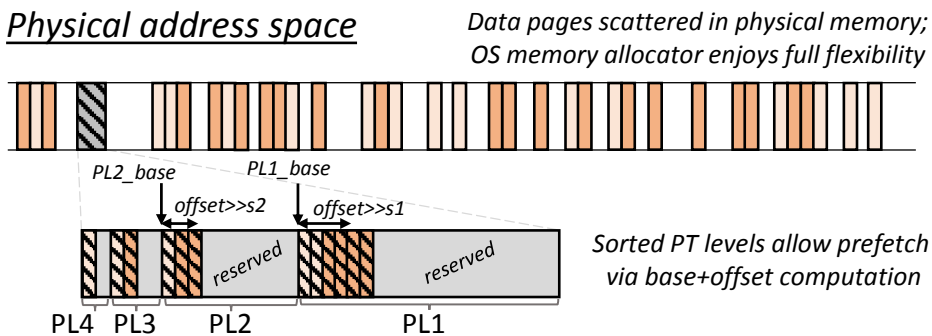 Physical address space
Data pages scattered in physical memory;
OS memory allocator enjoys full flexibility
PL2_base
PL1_base
offset>>s2
offset>>s1
reserved
reserved
Sorted PT levels allow prefetch
via base+offset computation
PL4
PL3
PL2
PL1